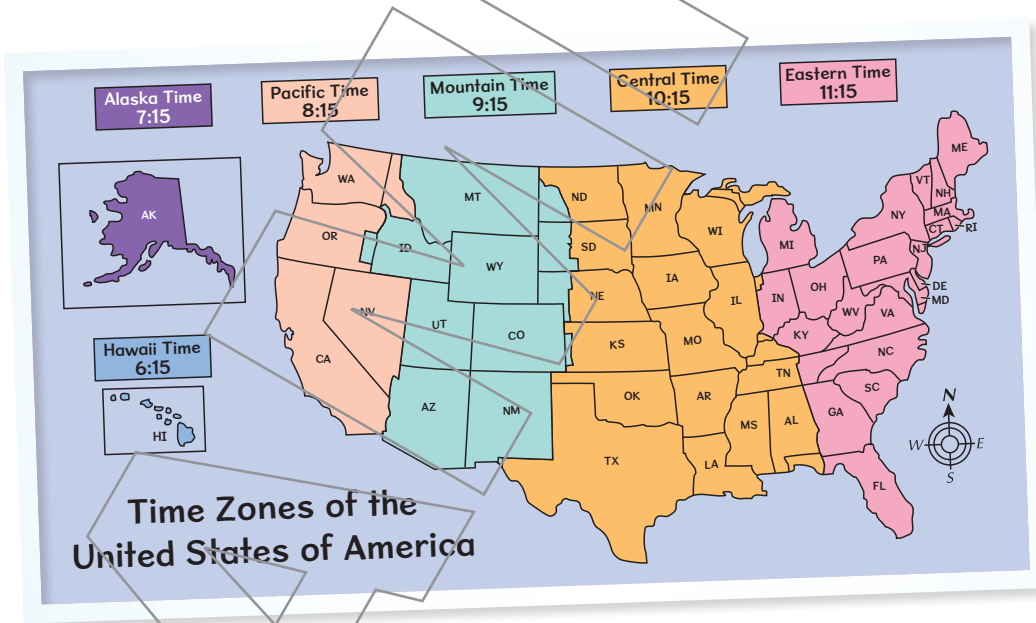 Alaska Time
7:15
Pacific Time
8:15
Mountain Time
9:15
Central Time
10:15
Eastern Time
11:15
AK
Hawaii Time
6:15
HI
WA
OR
CA
NV
ID
MT
WY
UT
CO
AZ
NM
ND
SD
NE
KS
OK
TX
MN
IA
MO
AR
LA
WI
IL
MS
AL
TN
MI
IN
OH
KY
WV
VA
NC
SC
GA
FL
PA
NY
VT
NH
ME
MA
CT
RI
NJ
DE
MD
N
W
E
S
Time Zones of the
United States of America